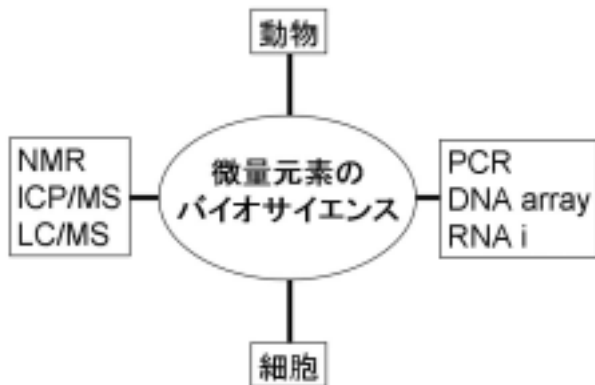 動物
NMR
ICP/MS
LC/MS
微量元素の
バイオサイエンス
PCR
DNA array
RNA i
細胞